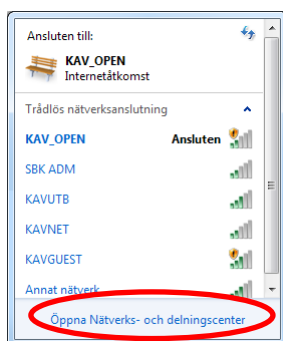 Ansluten till:
KAV_OPEN
Internetåtkomst
Trådlös nätverksanslutning
KAV_OPEN Ansluten
SBK ADM
KAVUTB
KAVNET
KAVGUEST
Annat nätverk
Öppna Nätverks- och delningscenter